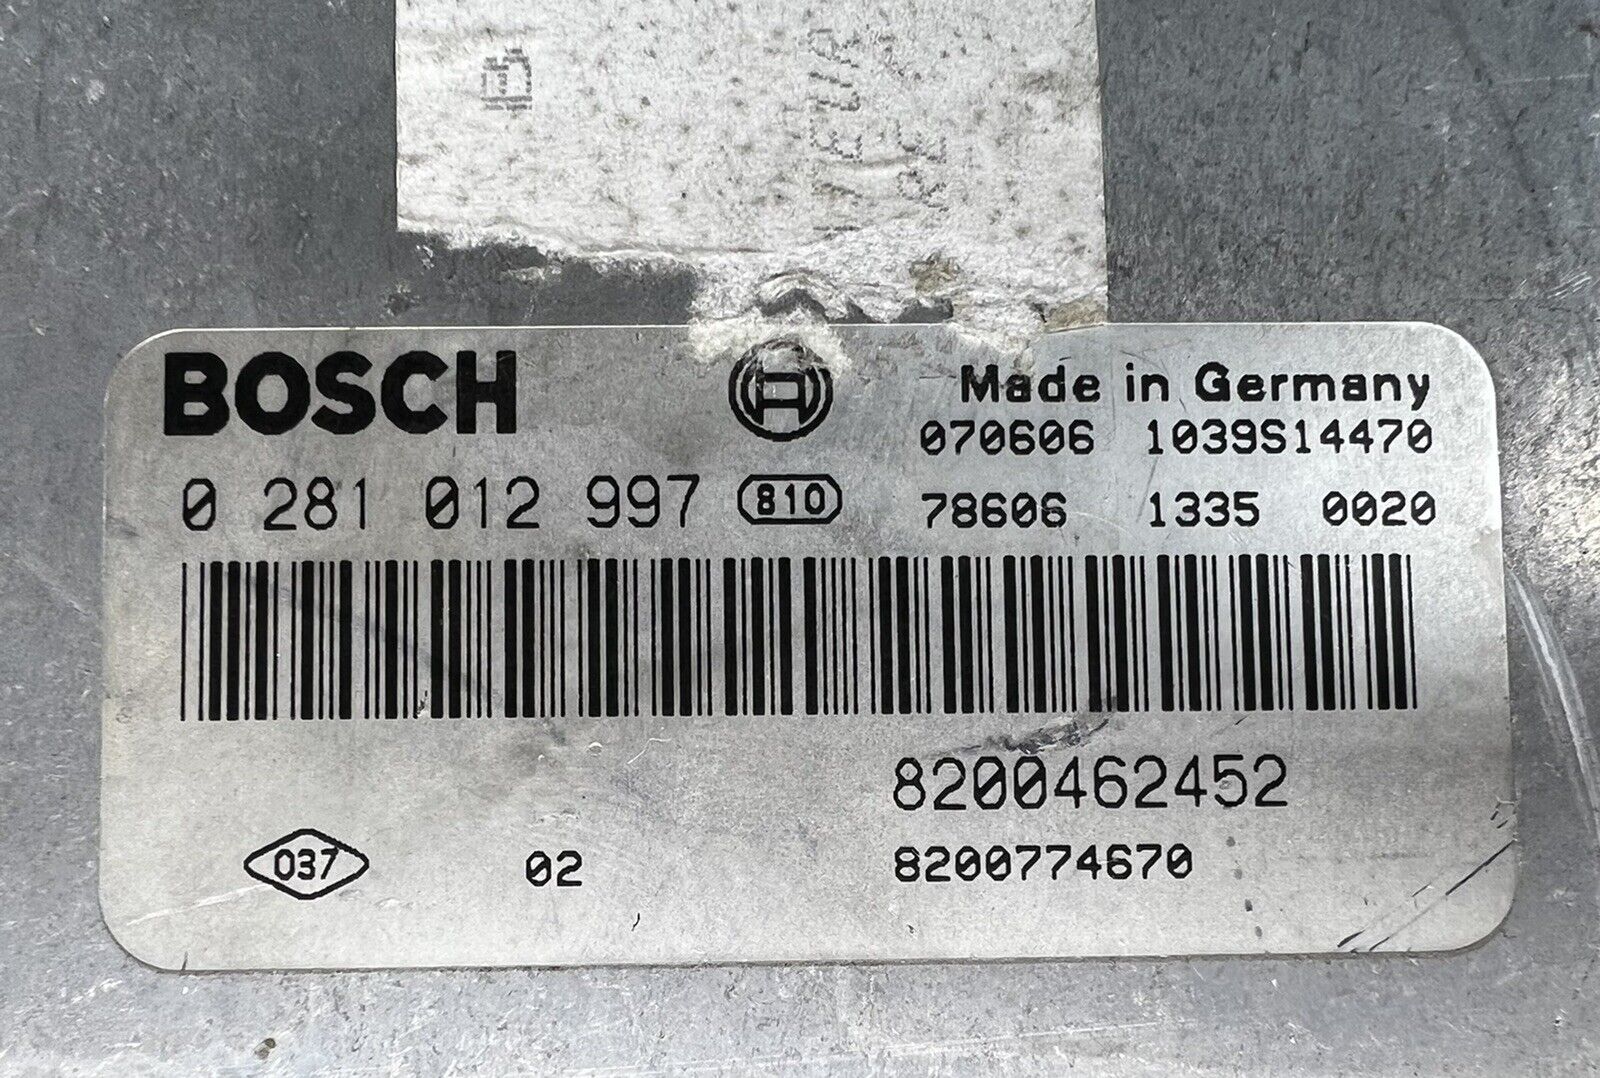 BOSCH
Made in Germany
070606 1039S14470
0 281 012 997 810
78606 1335 0020
8200462452
037 02 8200774670